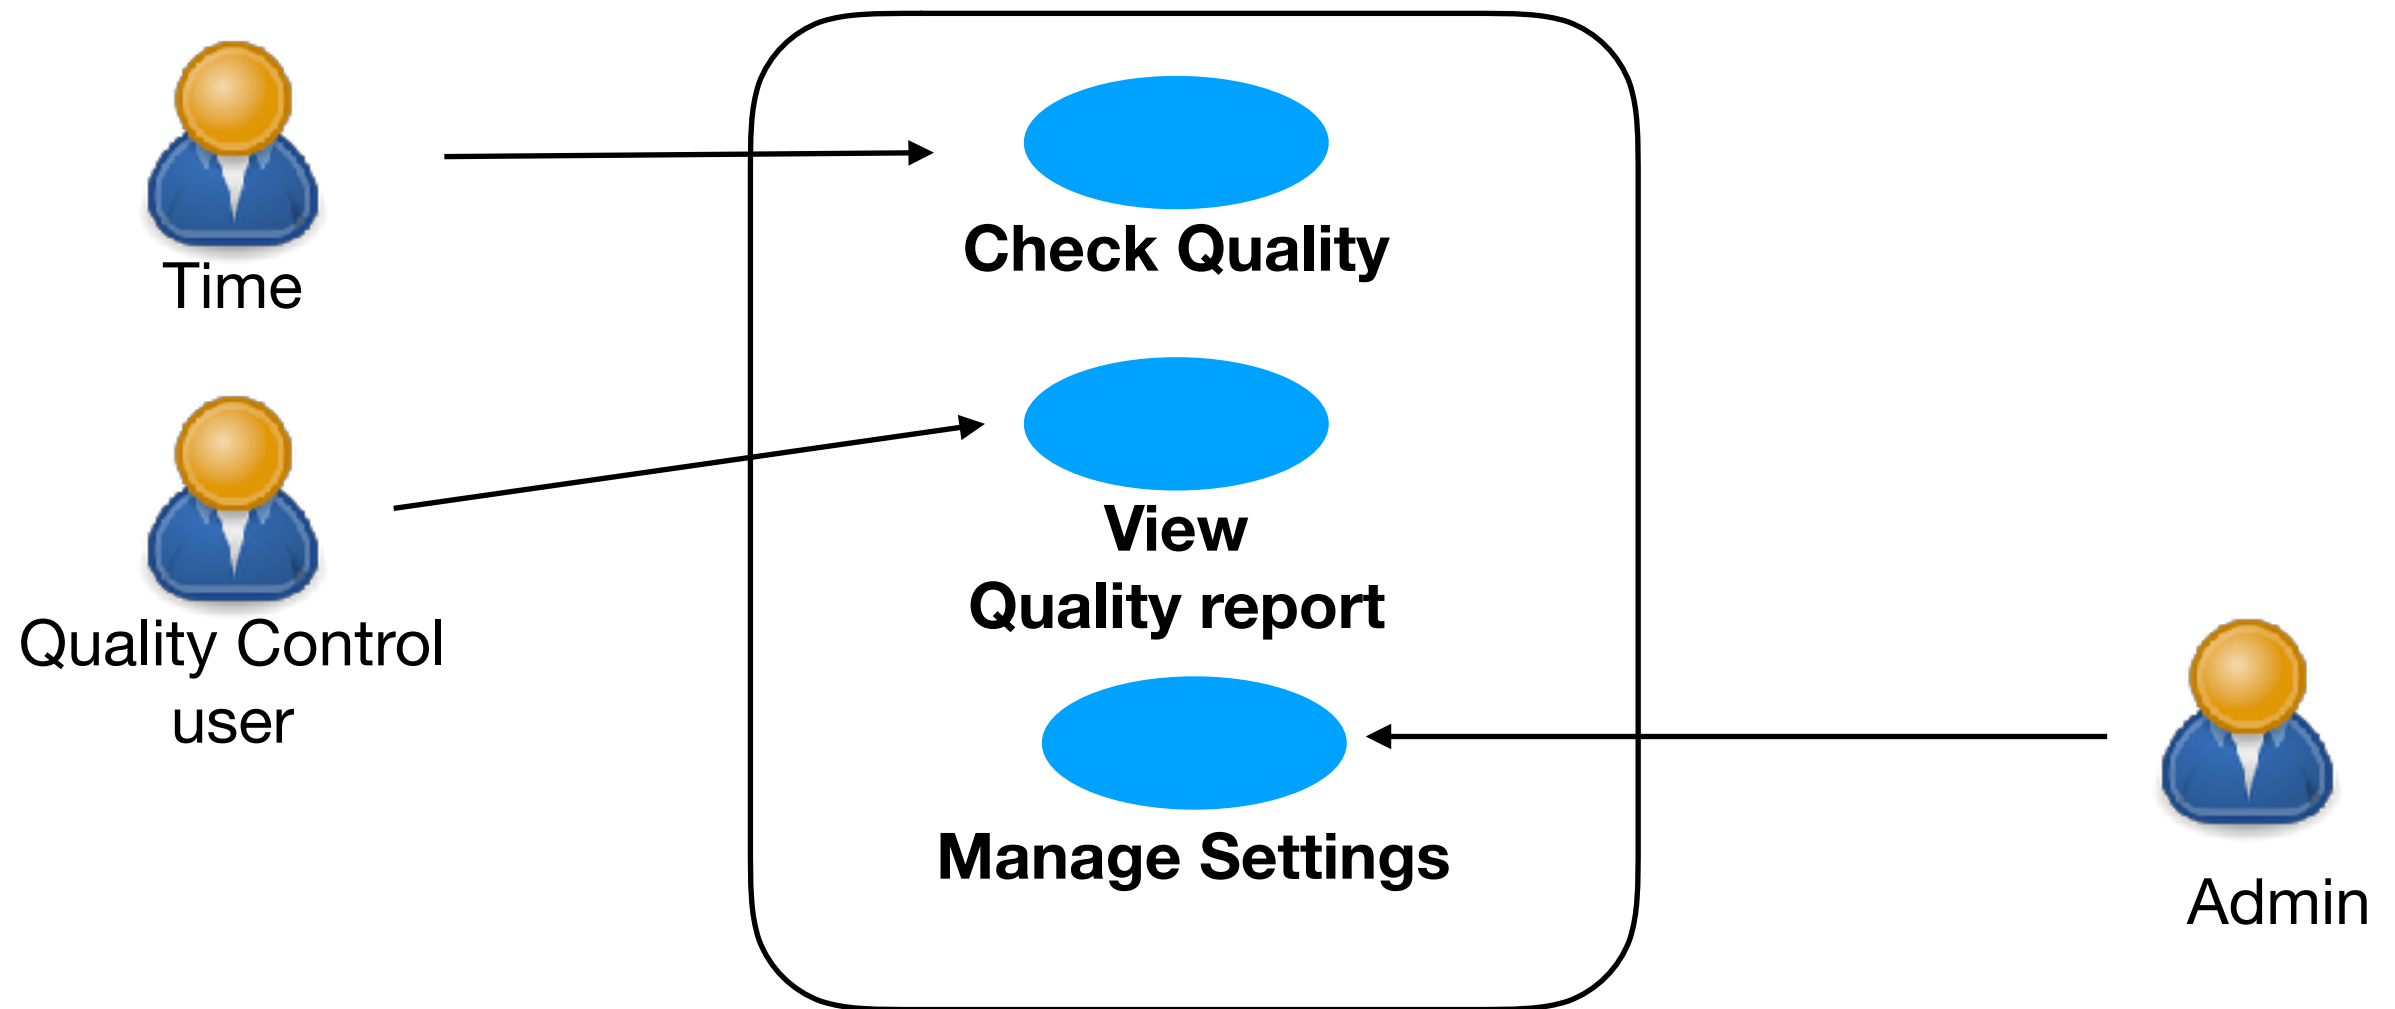 Time
Check Quality
Quality Control
user
View
Quality report
Manage Settings
Admin